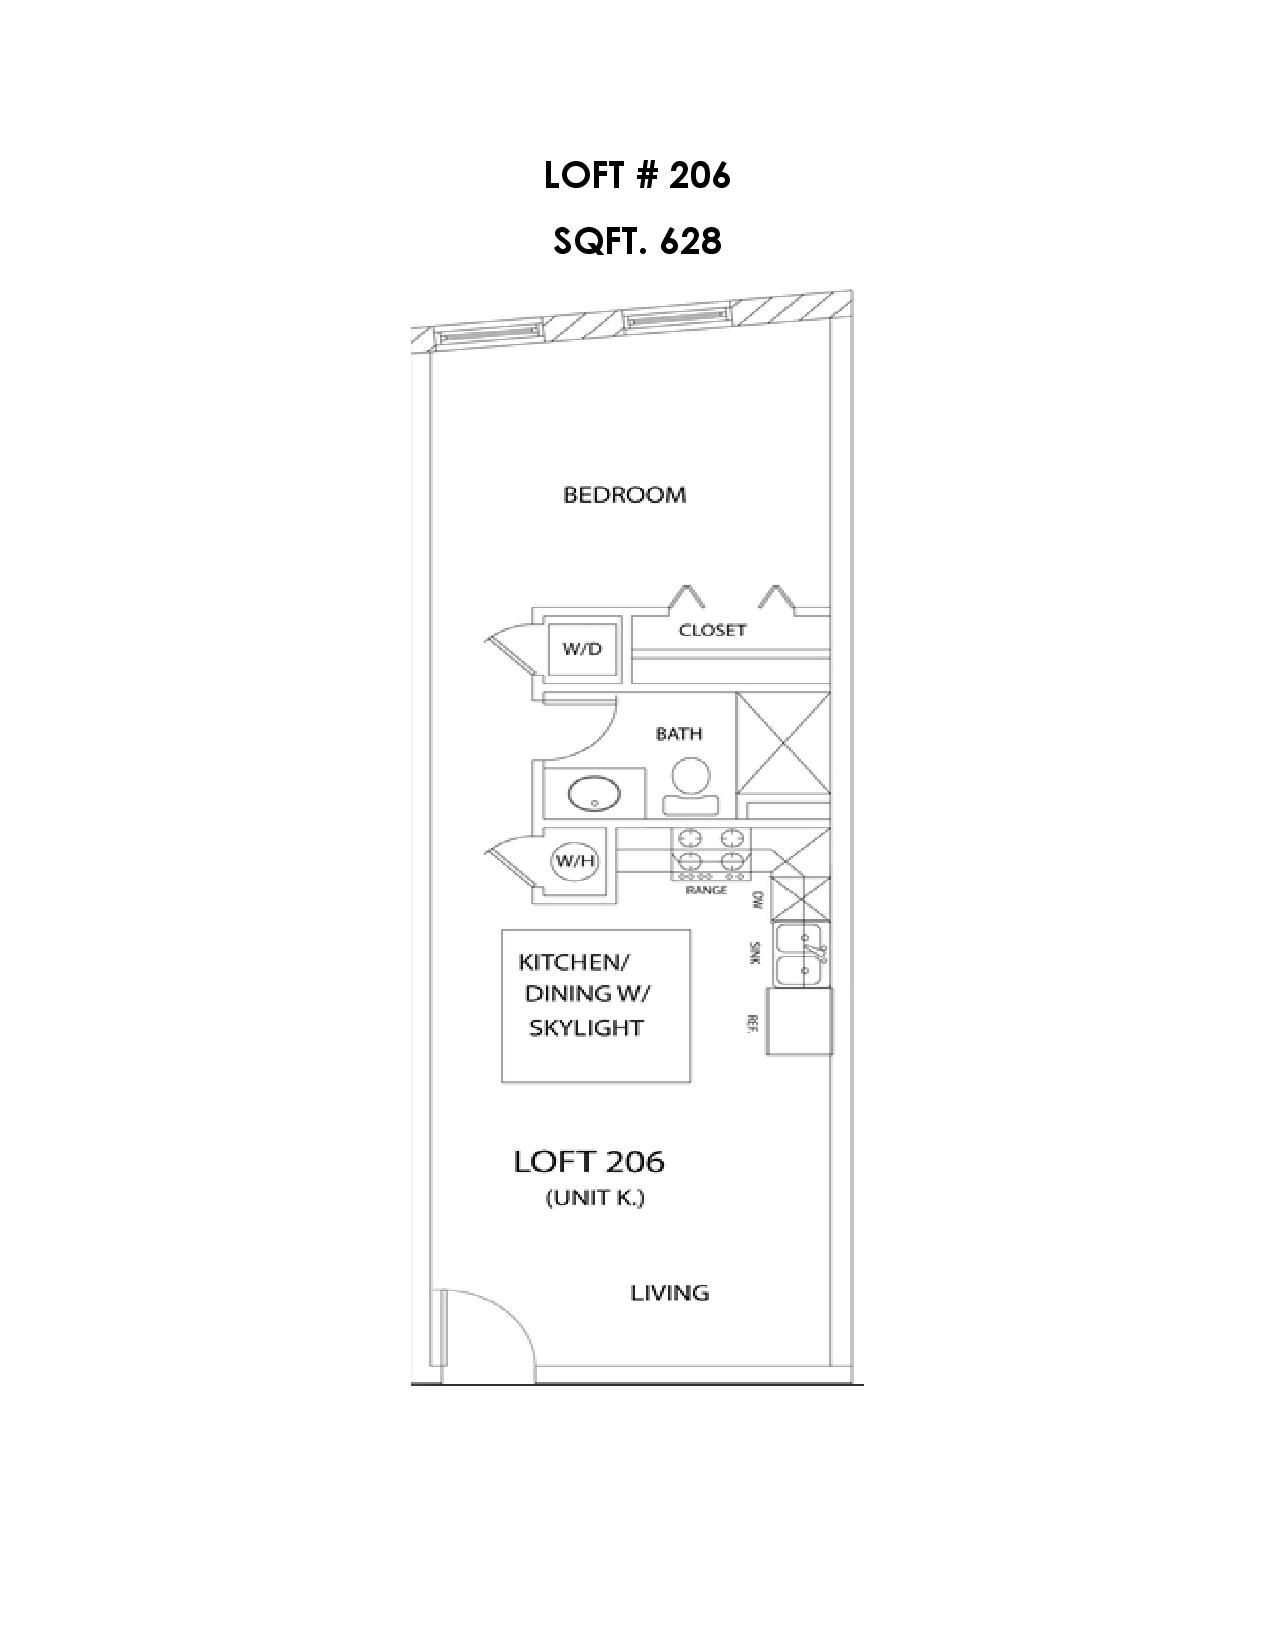 LOFT # 206
SQFT. 628
BEDROOM
CLOSET
W/D
BATH
W/H
RANGE
DW
SINK
REF.
KITCHEN/
DINING W/
SKYLIGHT
LOFT 206
(UNIT K.)
LIVING